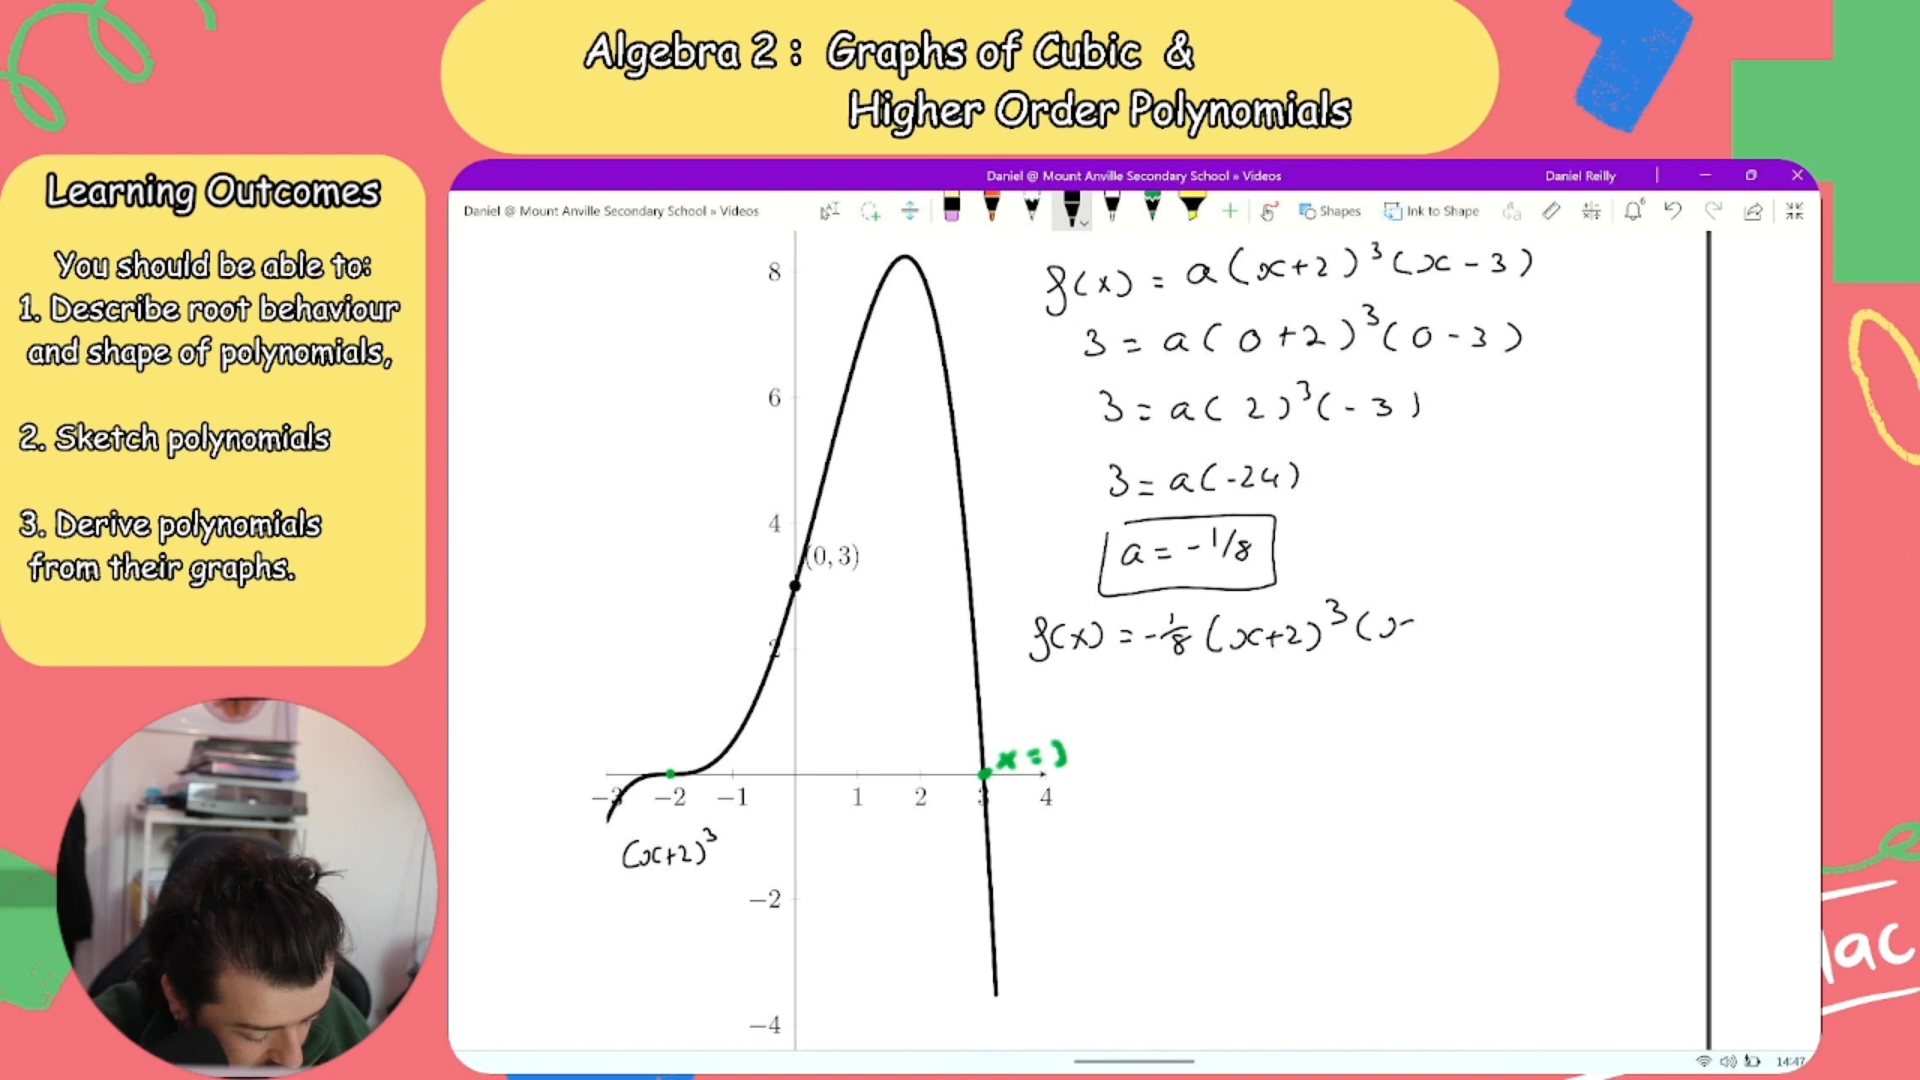 Algebra 2 : Graphs of Cubic &
Higher Order Polynomials
Learning Outcomes
You should be able to:
1. Describe root behaviour
and shape of polynomials,
2. Sketch polynomials
3. Derive polynomials
from their graphs.
Daniel @ Mount Anville Secondary School » Videos
Daniel Reilly
Daniel @ Mount Anville Secondary School » Videos
Shapes
Ink to Shape
8
6
4
(0, 3)
2
−3 −2 −1 1 2 3 4
−2
−4
x = 3
(x+2)³
f(x) = a(x+2)³(x-3)
3 = a(0+2)³(0-3)
3 = a(2)³(-3)
3 = a(-24)
a = -1/8
f(x) = -1/8 (x+2)³(x
14:47